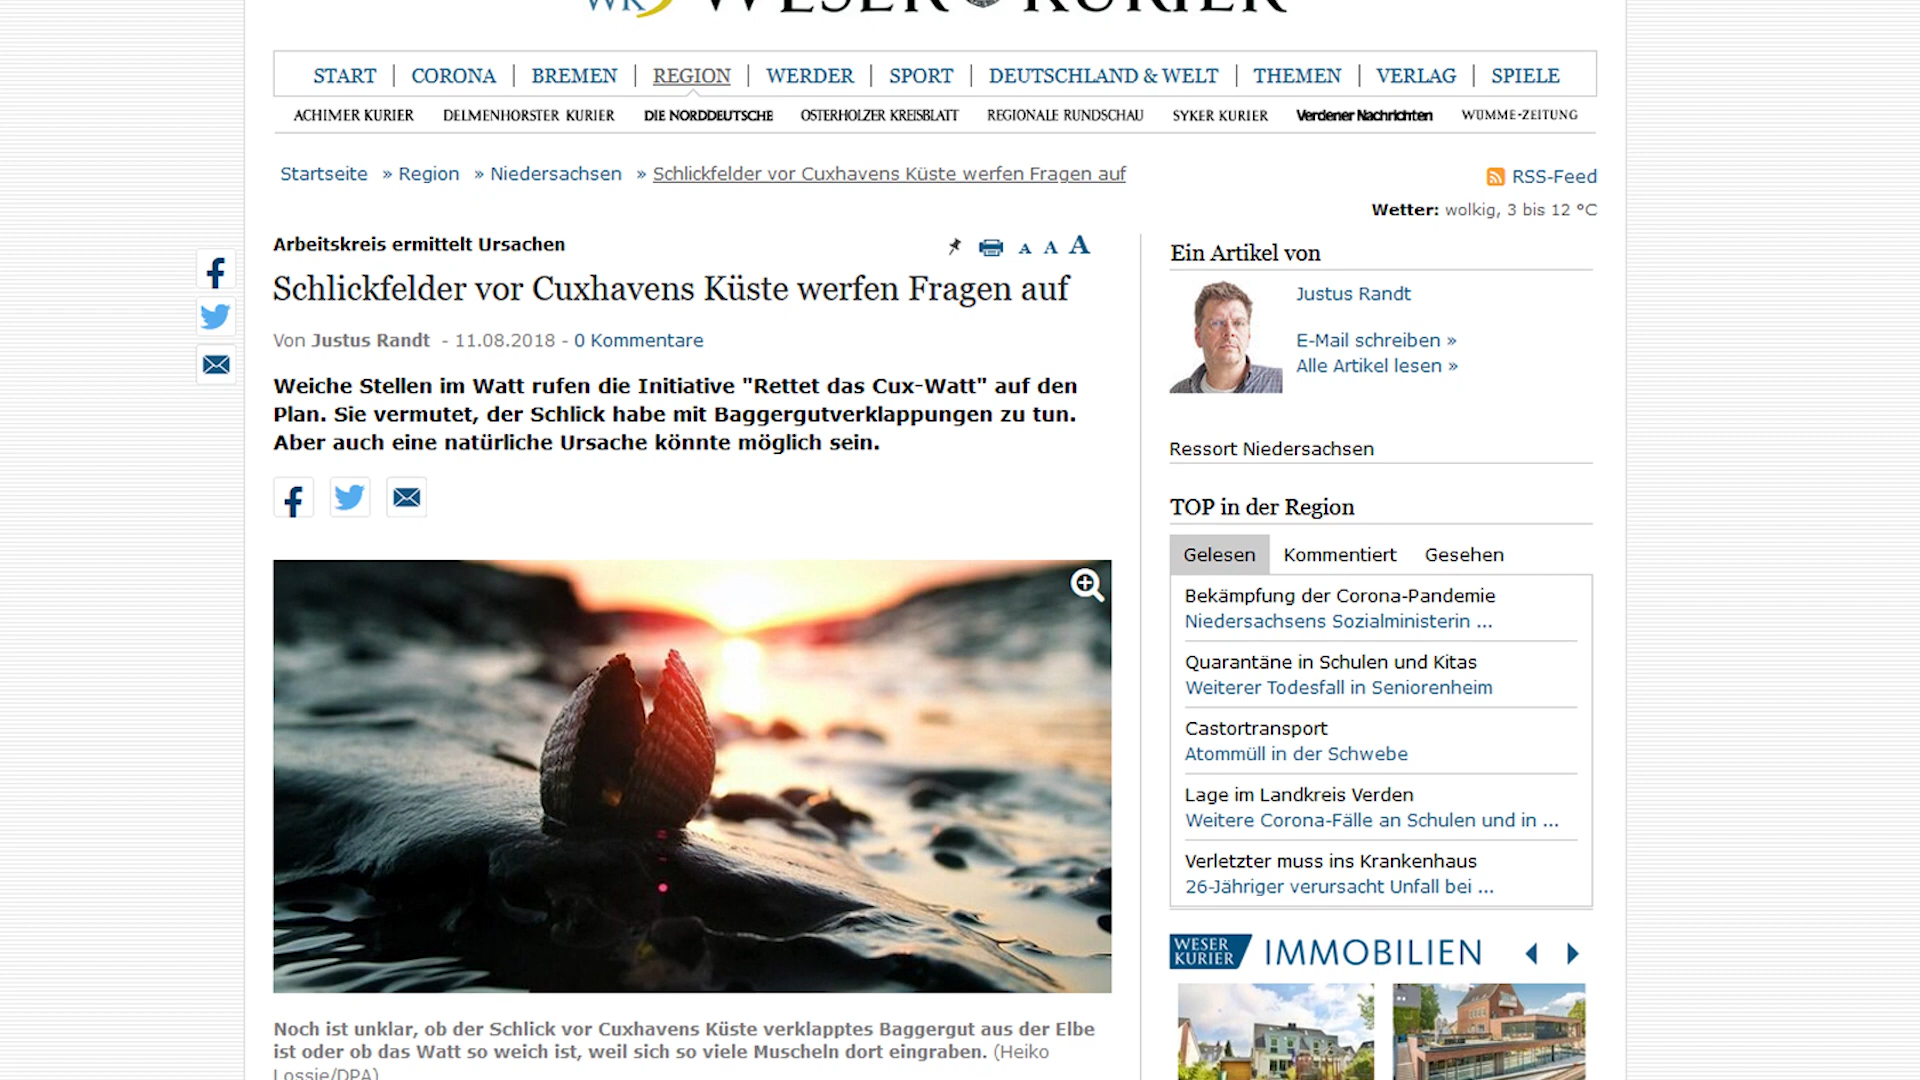 WK WESER KURIER
START | CORONA | BREMEN | REGION | WERDER | SPORT | DEUTSCHLAND & WELT | THEMEN | VERLAG | SPIELE
ACHIMER KURIER DELMENHORSTER KURIER DIE NORDDEUTSCHE OSTERHOLZER KREISBLATT REGIONALE RUNDSCHAU SYKER KURIER Verdener Nachrichten WÜMME-ZEITUNG
Startseite » Region » Niedersachsen » Schlickfelder vor Cuxhavens Küste werfen Fragen auf
RSS-Feed
Wetter: wolkig, 3 bis 12 °C
Arbeitskreis ermittelt Ursachen
A A A
Schlickfelder vor Cuxhavens Küste werfen Fragen auf
Von Justus Randt - 11.08.2018 - 0 Kommentare
Weiche Stellen im Watt rufen die Initiative "Rettet das Cux-Watt" auf den
Plan. Sie vermutet, der Schlick habe mit Baggergutverklappungen zu tun.
Aber auch eine natürliche Ursache könnte möglich sein.
Noch ist unklar, ob der Schlick vor Cuxhavens Küste verklapptes Baggergut aus der Elbe
ist oder ob das Watt so weich ist, weil sich so viele Muscheln dort eingraben. (Heiko
Lossie/DPA)
Ein Artikel von
Justus Randt
E-Mail schreiben »
Alle Artikel lesen »
Ressort Niedersachsen
TOP in der Region
Gelesen Kommentiert Gesehen
Bekämpfung der Corona-Pandemie
Niedersachsens Sozialministerin ...
Quarantäne in Schulen und Kitas
Weiterer Todesfall in Seniorenheim
Castortransport
Atommüll in der Schwebe
Lage im Landkreis Verden
Weitere Corona-Fälle an Schulen und in ...
Verletzter muss ins Krankenhaus
26-Jähriger verursacht Unfall bei ...
WESER
KURIER
IMMOBILIEN